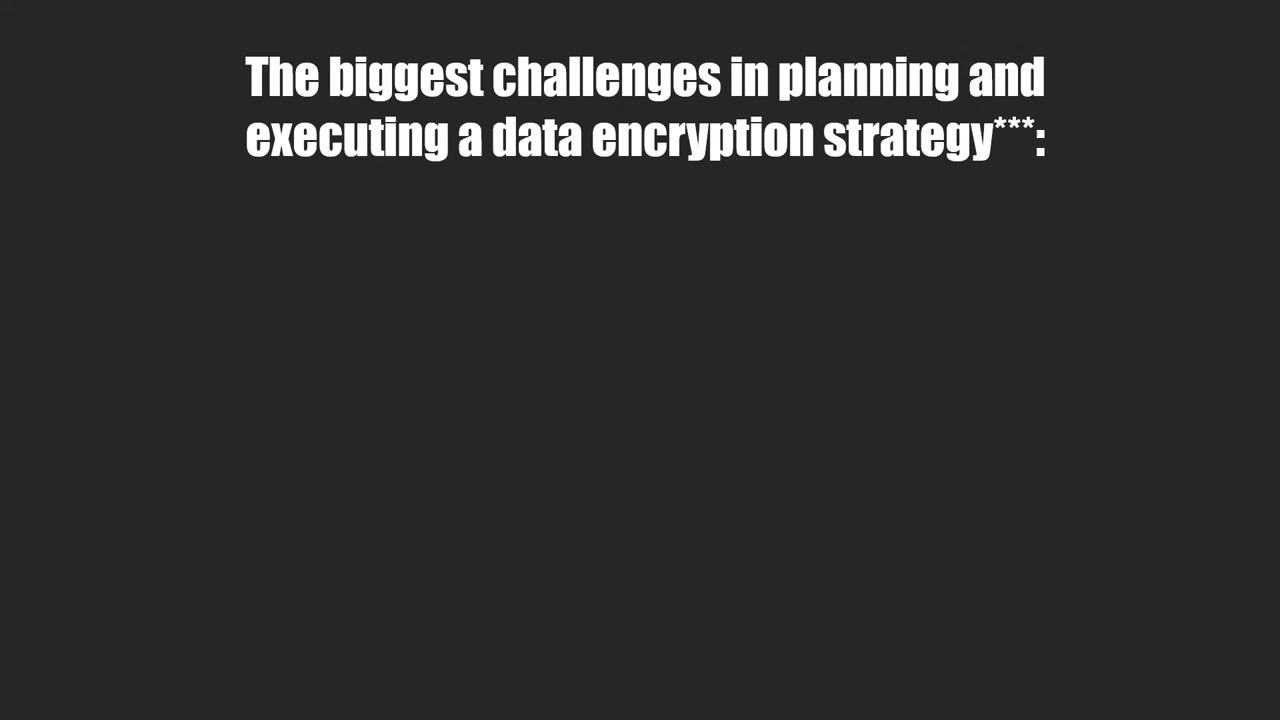 The biggest challenges in planning and
executing a data encryption strategy***: